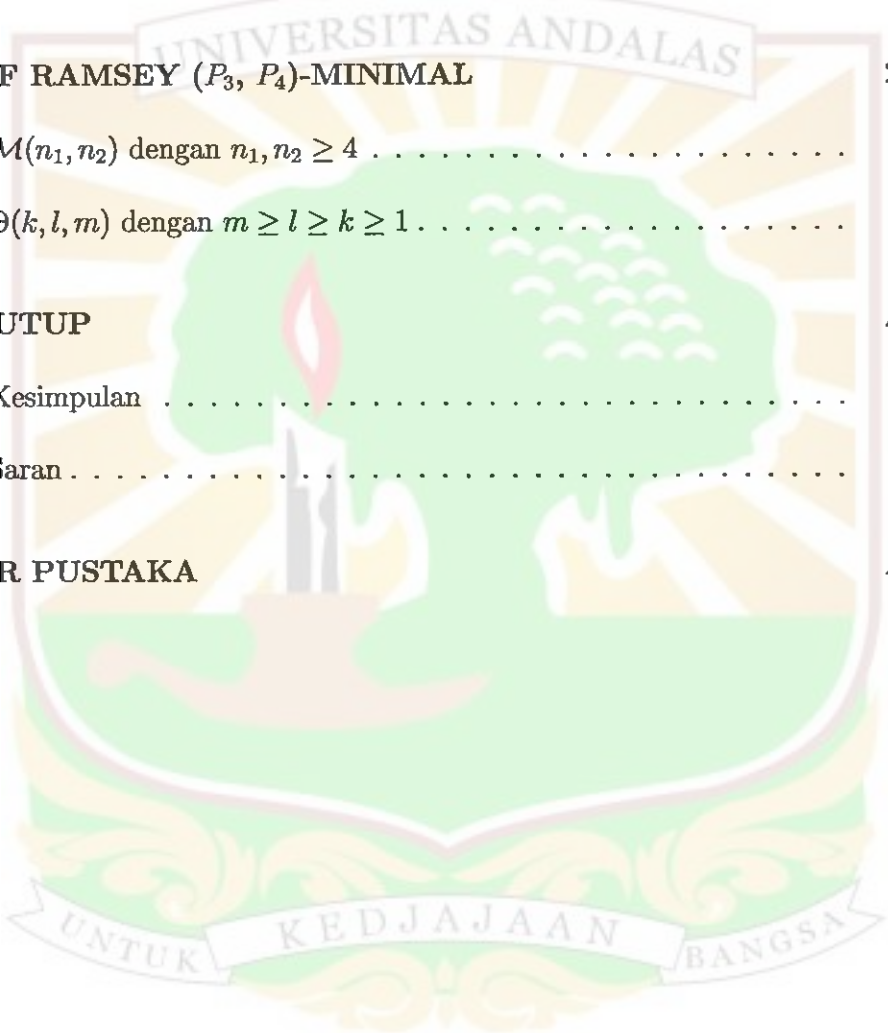 UNIVERSITAS ANDALAS
F RAMSEY (P₃, P₄)-MINIMAL
M(n₁, n₂) dengan n₁, n₂ ≥ 4 . . . . . . . . . . . . . . . . . . . . . .
Θ(k, l, m) dengan m ≥ l ≥ k ≥ 1 . . . . . . . . . . . . . . . . . . .
UTUP
Kesimpulan . . . . . . . . . . . . . . . . . . . . . . . . . . . . . . .
Saran . . . . . . . . . . . . . . . . . . . . . . . . . . . . . . . . . . .
R PUSTAKA
UNTUK KEDJAJAAN BANGSA